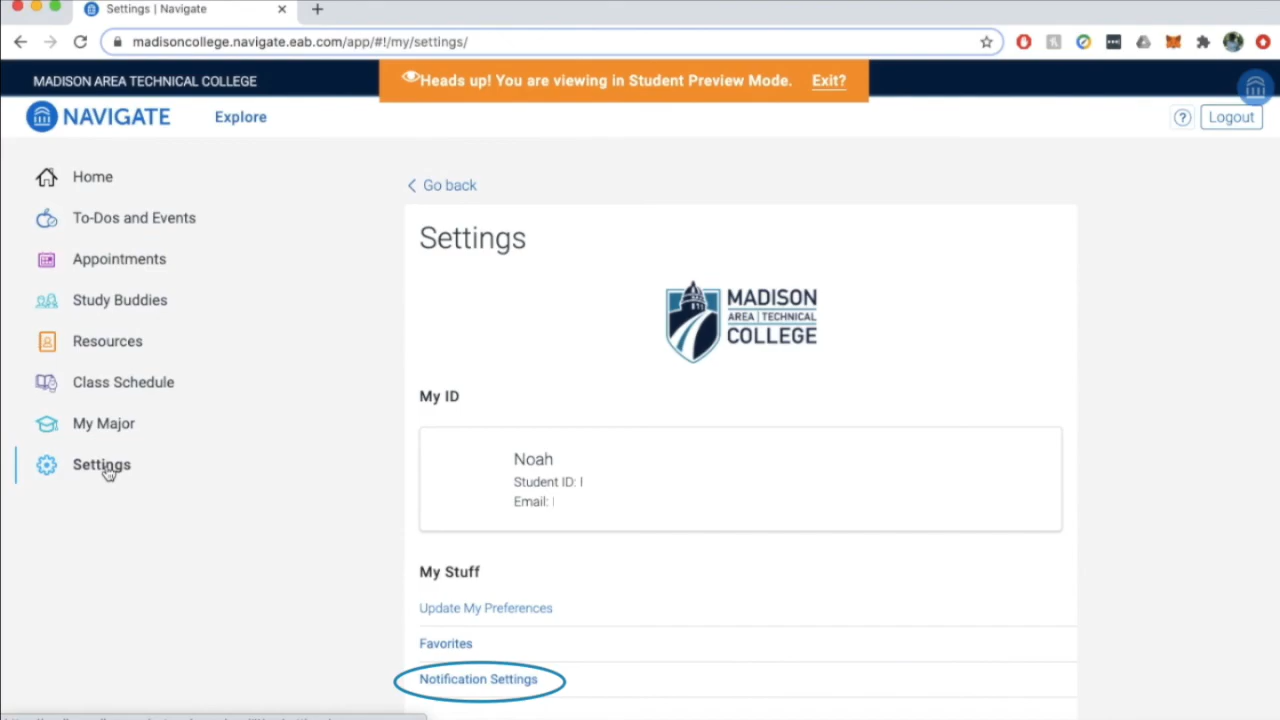 Settings | Navigate
madisoncollege.navigate.eab.com/app/#!/my/settings/
MADISON AREA TECHNICAL COLLEGE
Heads up! You are viewing in Student Preview Mode. Exit?
NAVIGATE
Explore
Logout
Home
To-Dos and Events
Appointments
Study Buddies
Resources
Class Schedule
My Major
Settings
Go back
Settings
MADISON
AREA | TECHNICAL
COLLEGE
My ID
Noah
Student ID:
Email:
My Stuff
Update My Preferences
Favorites
Notification Settings